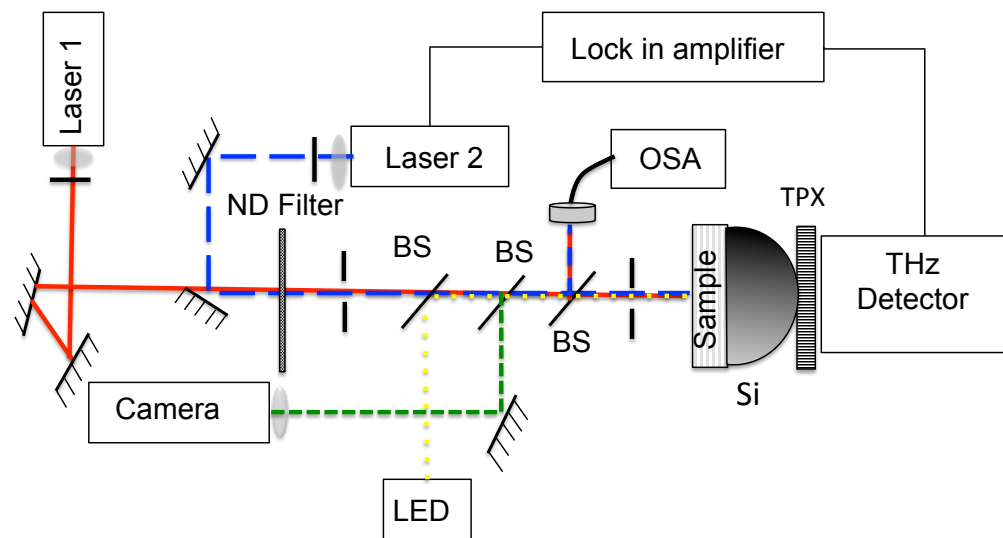 Laser 1
Lock in amplifier
Laser 2
OSA
TPX
ND Filter
BS
BS
BS
Sample
THz
Detector
Si
Camera
LED